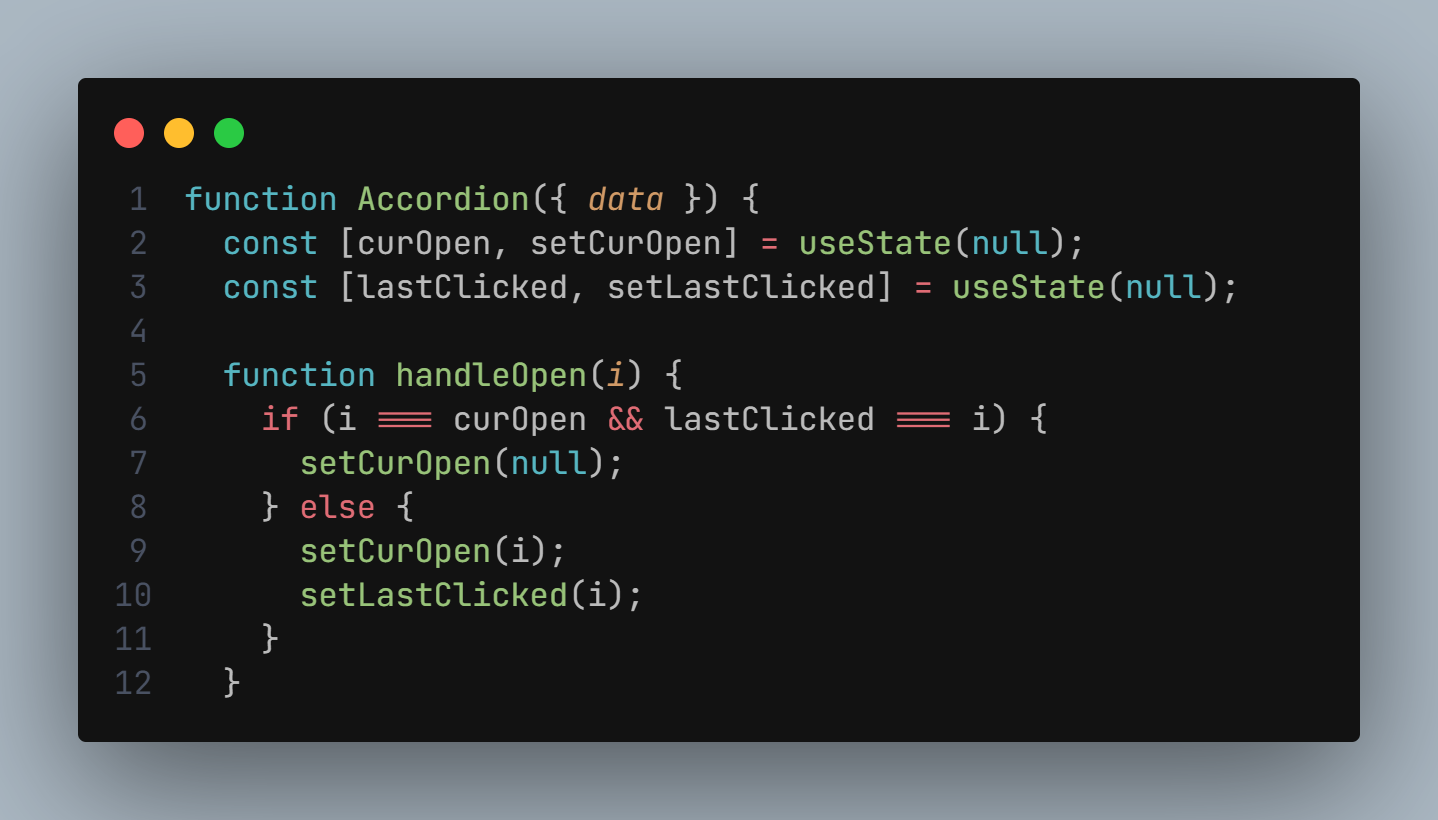 1 function Accordion({ data }) {
2   const [curOpen, setCurOpen] = useState(null);
3   const [lastClicked, setLastClicked] = useState(null);
4
5   function handleOpen(i) {
6     if (i === curOpen && lastClicked === i) {
7       setCurOpen(null);
8     } else {
9       setCurOpen(i);
10       setLastClicked(i);
11     }
12   }